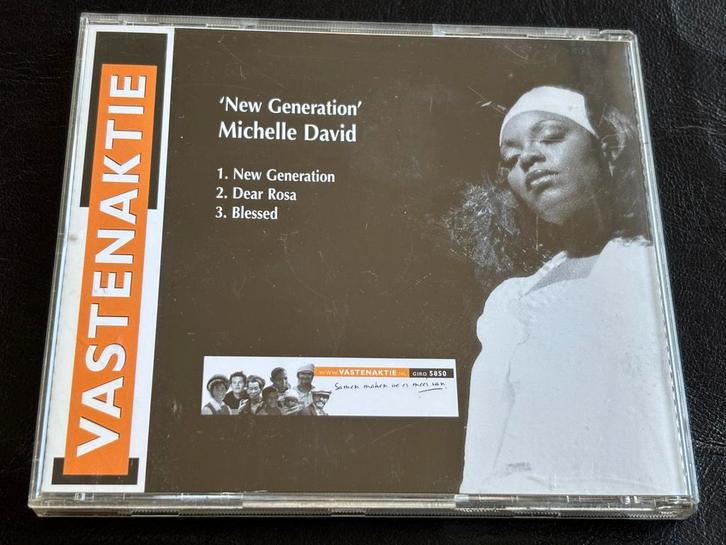 VASTENAKTIE
‘New Generation’
Michelle David
1. New Generation
2. Dear Rosa
3. Blessed
WWW.VASTENAKTIE.NL GIRO 5850
Samen maken we er meer van